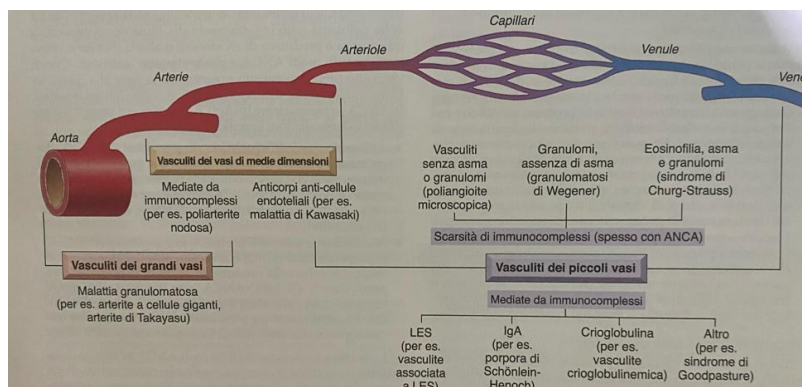 Capillari
Arteriole
Venule
Arterie
Aorta
Vasculiti dei vasi di medie dimensioni
Mediate da
immunocomplessi
(per es. poliarterite
nodosa)
Anticorpi anti-cellule
endoteliali (per es.
malattia di Kawasaki)
Vasculiti
senza asma
o granulomi
(poliangioite
microscopica)
Granulomi,
assenza di asma
(granulomatosi
di Wegener)
Eosinofilia, asma
e granulomi
(sindrome di
Churg-Strauss)
Scarsità di immunocomplessi (spesso con ANCA)
Vasculiti dei grandi vasi
Malattia granulomatosa
(per es. arterite a cellule giganti,
arterite di Takayasu)
Vasculiti dei piccoli vasi
Mediate da immunocomplessi
LES
(per es.
vasculite
associata
a LES)
IgA
(per es.
porpora di
Schönlein-
Henoch)
Crioglobulina
(per es.
vasculite
crioglobulinemica)
Altro
(per es.
sindrome di
Goodpasture)